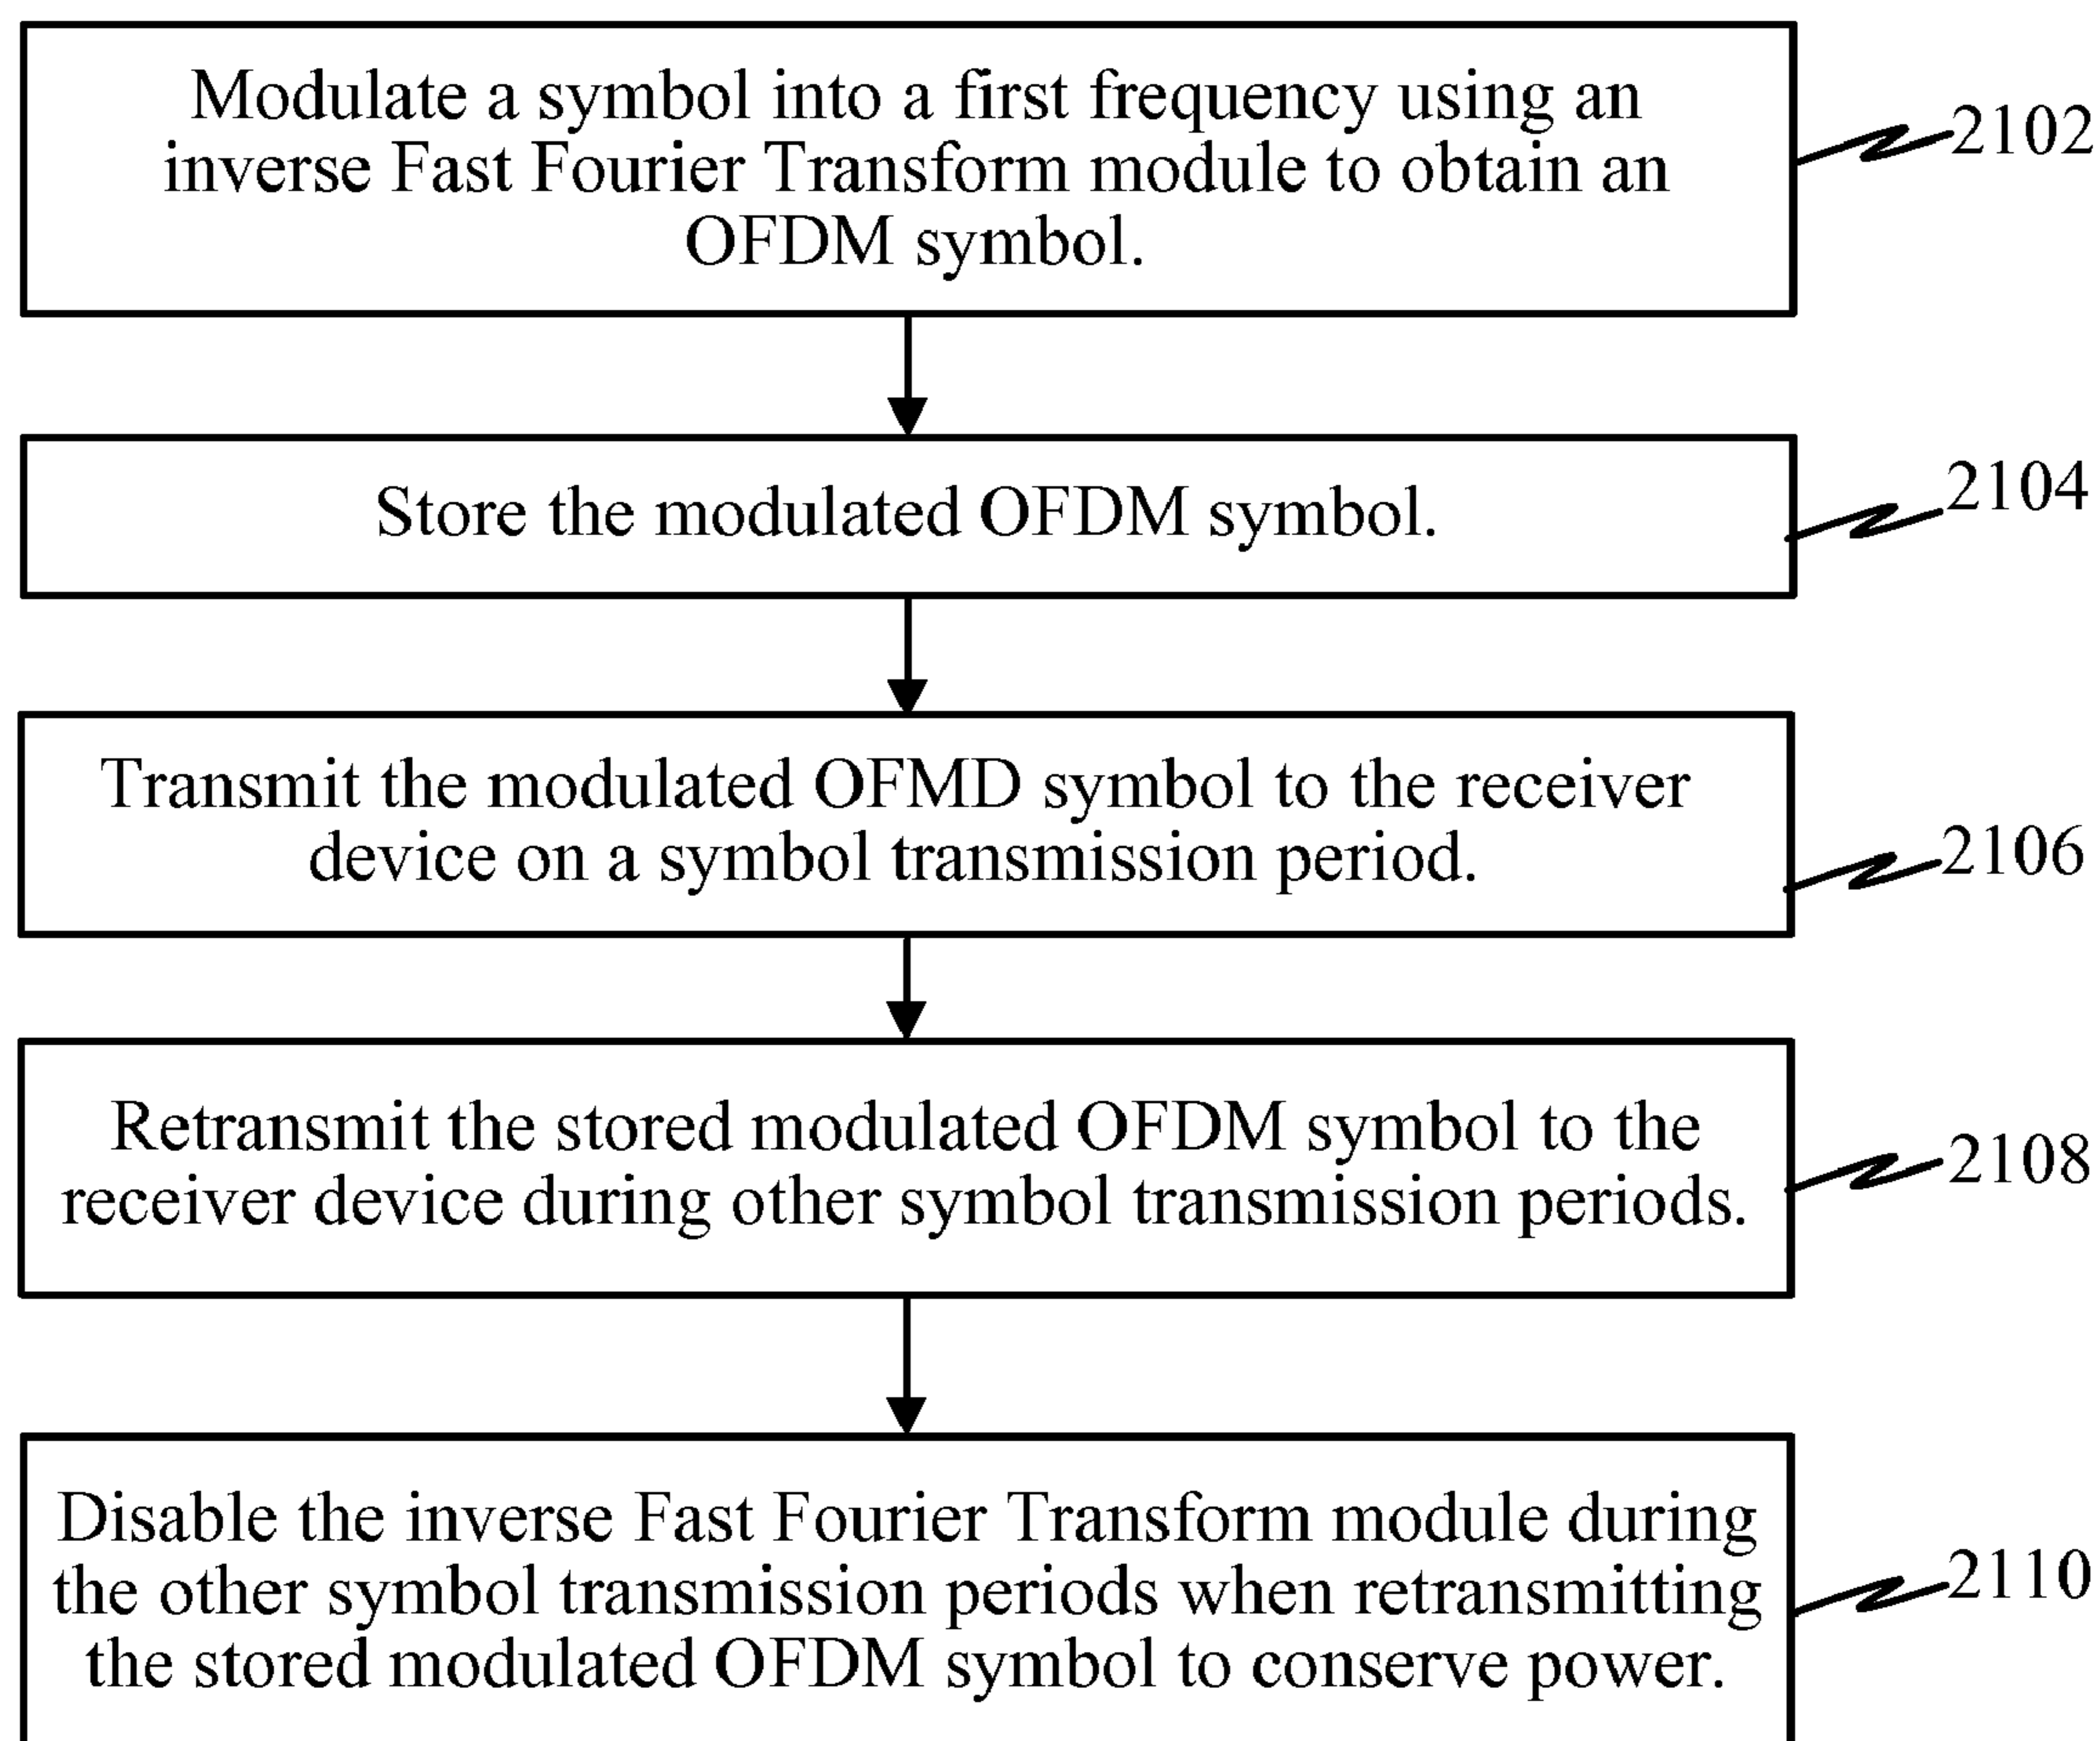 Modulate a symbol into a first frequency using an
inverse Fast Fourier Transform module to obtain an
OFDM symbol.
2102
Store the modulated OFDM symbol.
2104
Transmit the modulated OFMD symbol to the receiver
device on a symbol transmission period.
2106
Retransmit the stored modulated OFDM symbol to the
receiver device during other symbol transmission periods.
2108
Disable the inverse Fast Fourier Transform module during
the other symbol transmission periods when retransmitting
the stored modulated OFDM symbol to conserve power.
2110